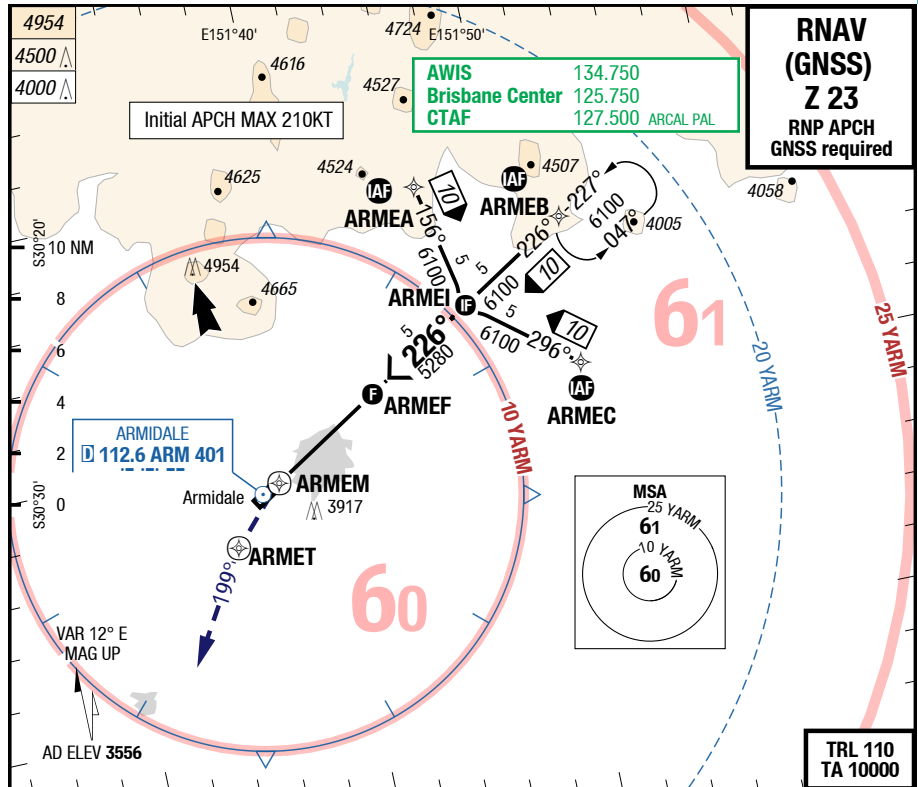 4954
4500
4000
E151°40'
4724
E151°50'
4616
4527
AWIS 134.750
Brisbane Center 125.750
CTAF 127.500 ARCAL PAL
RNAV
(GNSS)
Z 23
RNP APCH
GNSS required
Initial APCH MAX 210KT
4524
4507
4625
IAF
ARMEA
IAF
ARMEB
4058
4005
10
156°
5
6100
226°
227°
6100
047°
5
6100
10
S30°20'
10 NM
4954
4665
ARMEI
IF
5
6100
296°
10
IAF
ARMEC
61
8
6
4
2
0
S30°30'
5
226°
5280
F
ARMEF
10 YARM
20 YARM
25 YARM
ARMIDALE
D 112.6 ARM 401
Armidale
ARMEM
3917
ARMET
199°
60
MSA
25 YARM
61
10 YARM
60
VAR 12° E
MAG UP
AD ELEV 3556
TRL 110
TA 10000